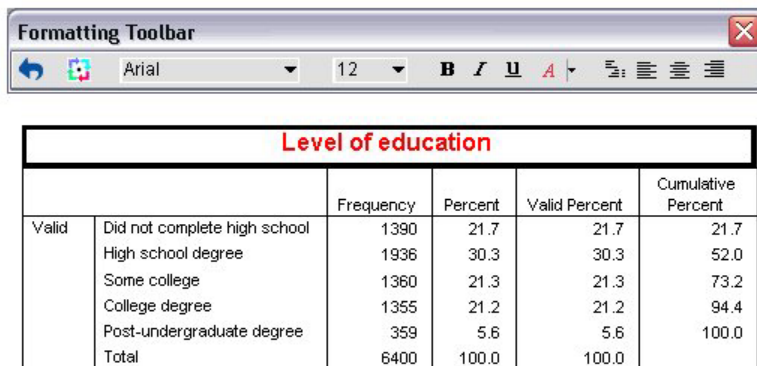 Formatting Toolbar
Arial 12 B I U A
Level of education
Frequency Percent Valid Percent Cumulative Percent
Valid Did not complete high school 1390 21.7 21.7 21.7
High school degree 1936 30.3 30.3 52.0
Some college 1360 21.3 21.3 73.2
College degree 1355 21.2 21.2 94.4
Post-undergraduate degree 359 5.6 5.6 100.0
Total 6400 100.0 100.0